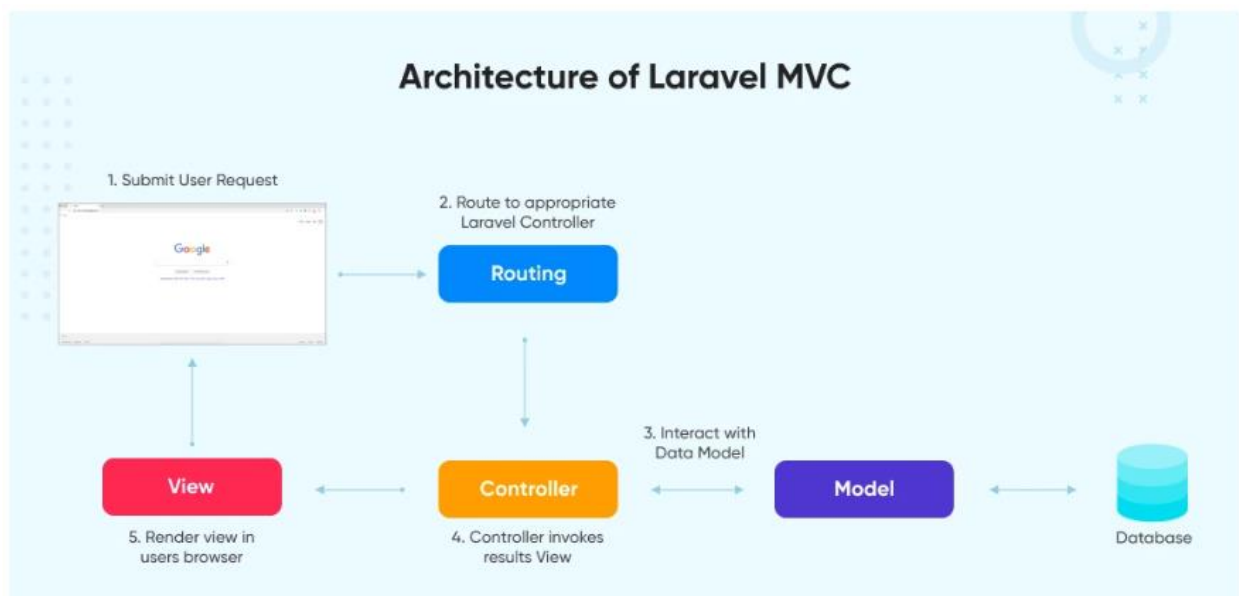 Architecture of Laravel MVC
1. Submit User Request
Google
2. Route to appropriate
Laravel Controller
Routing
3. Interact with
Data Model
View
Controller
Model
5. Render view in
users browser
4. Controller invokes
results View
Database